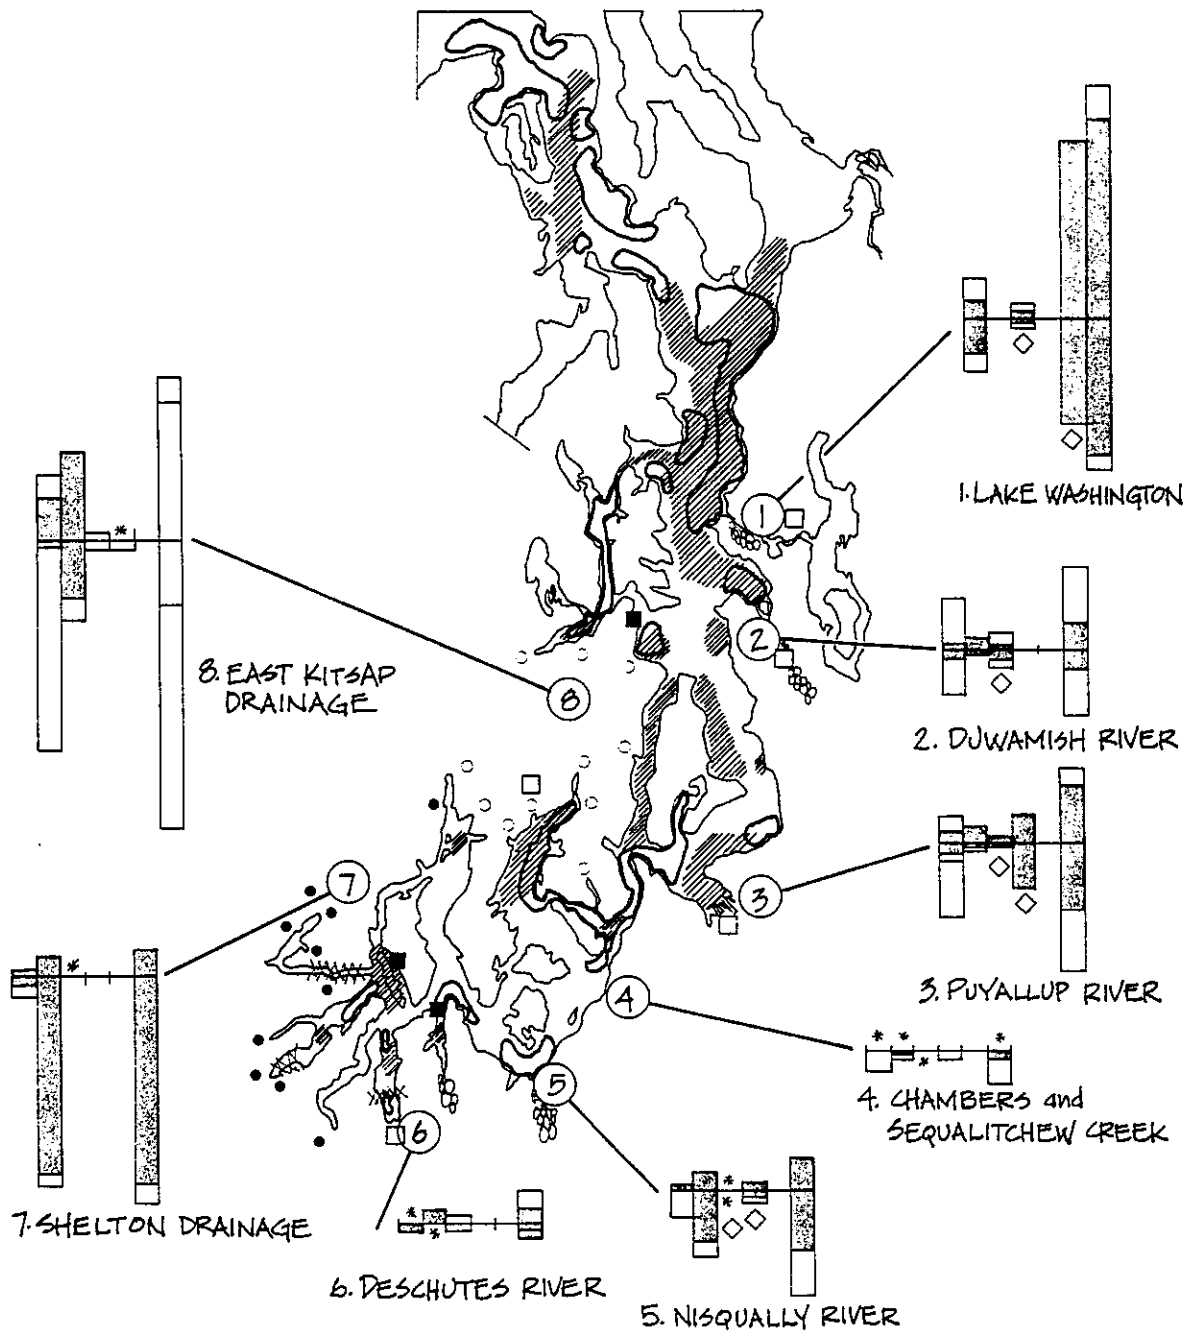 1. LAKE WASHINGTON
2. DUWAMISH RIVER
3. PUYALLUP RIVER
4. CHAMBERS and
SEQUALITCHEW CREEK
5. NISQUALLY RIVER
6. DESCHUTES RIVER
7. SHELTON DRAINAGE
8. EAST KITSAP
DRAINAGE
1
2
3
4
5
6
7
8